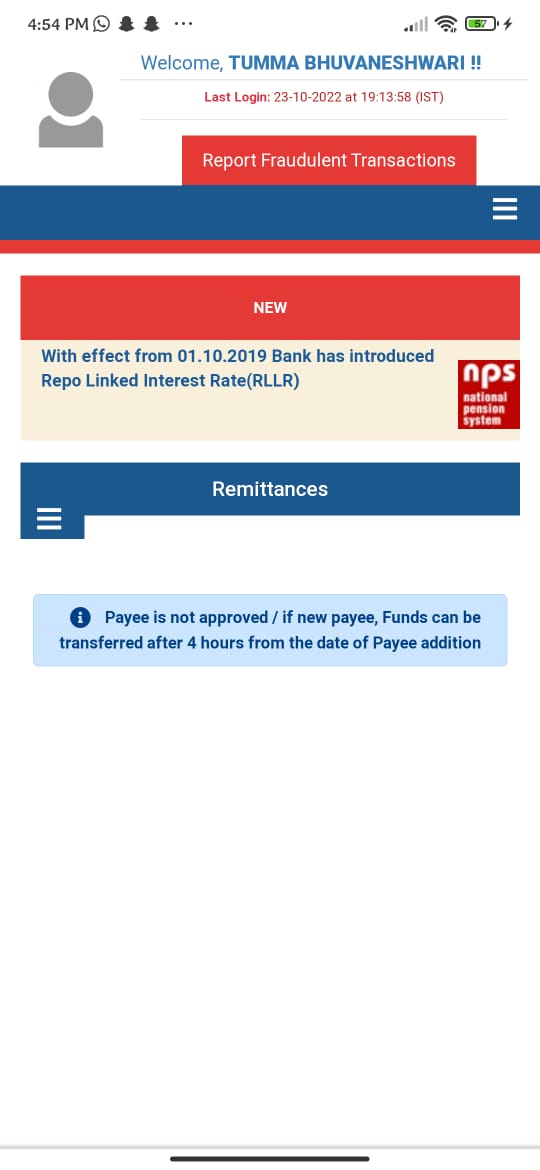 4:54 PM
57
Welcome, TUMMA BHUVANESHWARI !!
Last Login: 23-10-2022 at 19:13:58 (IST)
Report Fraudulent Transactions
NEW
With effect from 01.10.2019 Bank has introduced
Repo Linked Interest Rate(RLLR)
nps
national
pension
system
Remittances
Payee is not approved / if new payee, Funds can be
transferred after 4 hours from the date of Payee addition